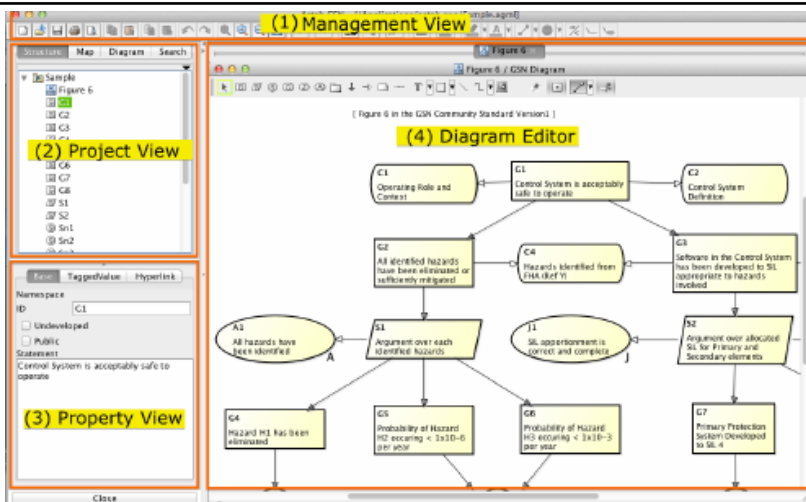 (1) Management View
Structure Map Diagram Search
Sample
Figure 6
G1
G2
G3
(2) Project View
G6
G7
G8
S1
S2
Sn1
Sn2
Base TaggedValue Hyperlink
Namespace
ID G1
Undeveloped
Public
Statement
Control System is acceptably safe to
operate
(3) Property View
Close
Figure 6
Figure 6 / GSN Diagram
[ Figure 6 in the GSN Community Standard Version1 ]
(4) Diagram Editor
C1
Operating Role and
Context
G1
Control System is acceptably
safe to operate
C2
Control System
Definition
G2
All identified hazards
have been eliminated or
sufficiently mitigated
C4
Hazards identified from
FHA (Ref Y)
G3
Software in the Control System
has been developed to SIL
appropriate to hazards
involved
A1
All hazards have
been identified
A
S1
Argument over each
identified hazards
J1
SIL apportionment is
correct and complete
J
S2
Argument over allocated
SIL for Primary and
Secondary elements
G4
Hazard H1 has been
eliminated
G5
Probability of Hazard
H2 occuring < 1x10-6
per year
G6
Probability of Hazard
H3 occuring < 1x10-3
per year
G7
Primary Protection
System Developed
to SIL 4